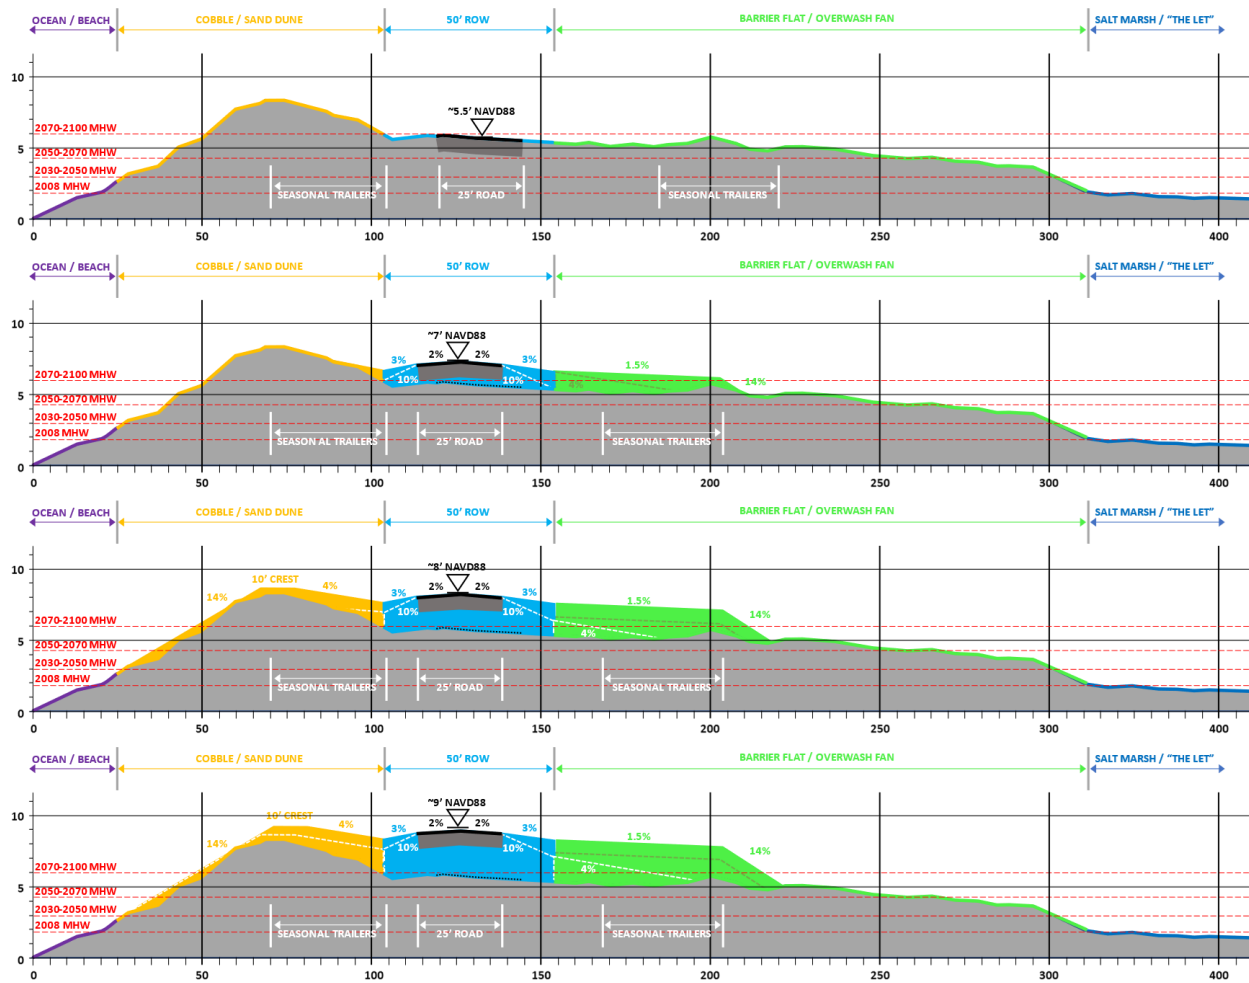 OCEAN / BEACH COBBLE / SAND DUNE 50' ROW BARRIER FLAT / OVERWASH FAN SALT MARSH / "THE LET"
10
~5.5' NAVD88
2070-2100 MHW
5
2050-2070 MHW
2030-2050 MHW
2008 MHW
SEASONAL TRAILERS 25' ROAD SEASONAL TRAILERS
0
0 50 100 150 200 250 300 400
OCEAN / BEACH COBBLE / SAND DUNE 50' ROW BARRIER FLAT / OVERWASH FAN SALT MARSH / "THE LET"
10
~7' NAVD88
3% 2% 2% 3% 1.5%
2070-2100 MHW
10% 10% 4% 14%
5
2050-2070 MHW
2030-2050 MHW
2008 MHW
SEASON AL TRAILERS 25' ROAD SEASONAL TRAILERS
0
0 50 100 150 200 250 300 400
OCEAN / BEACH COBBLE / SAND DUNE 50' ROW BARRIER FLAT / OVERWASH FAN SALT MARSH / "THE LET"
10
~8' NAVD88
10' CREST
14% 4% 3% 2% 2% 3% 1.5%
10% 10% 14%
2070-2100 MHW
4%
5
2050-2070 MHW
2030-2050 MHW
2008 MHW
SEASONAL TRAILERS 25' ROAD SEASONAL TRAILERS
0
0 50 100 150 200 250 300 400
OCEAN / BEACH COBBLE / SAND DUNE 50' ROW BARRIER FLAT / OVERWASH FAN SALT MARSH / "THE LET"
~9' NAVD88
10
10' CREST
14% 4% 3% 2% 2% 3% 1.5%
10% 10% 14%
2070-2100 MHW
4%
5
2050-2070 MHW
2030-2050 MHW
2008 MHW
SEASONAL TRAILERS 25' ROAD SEASONAL TRAILERS
0
0 50 100 150 200 250 300 400